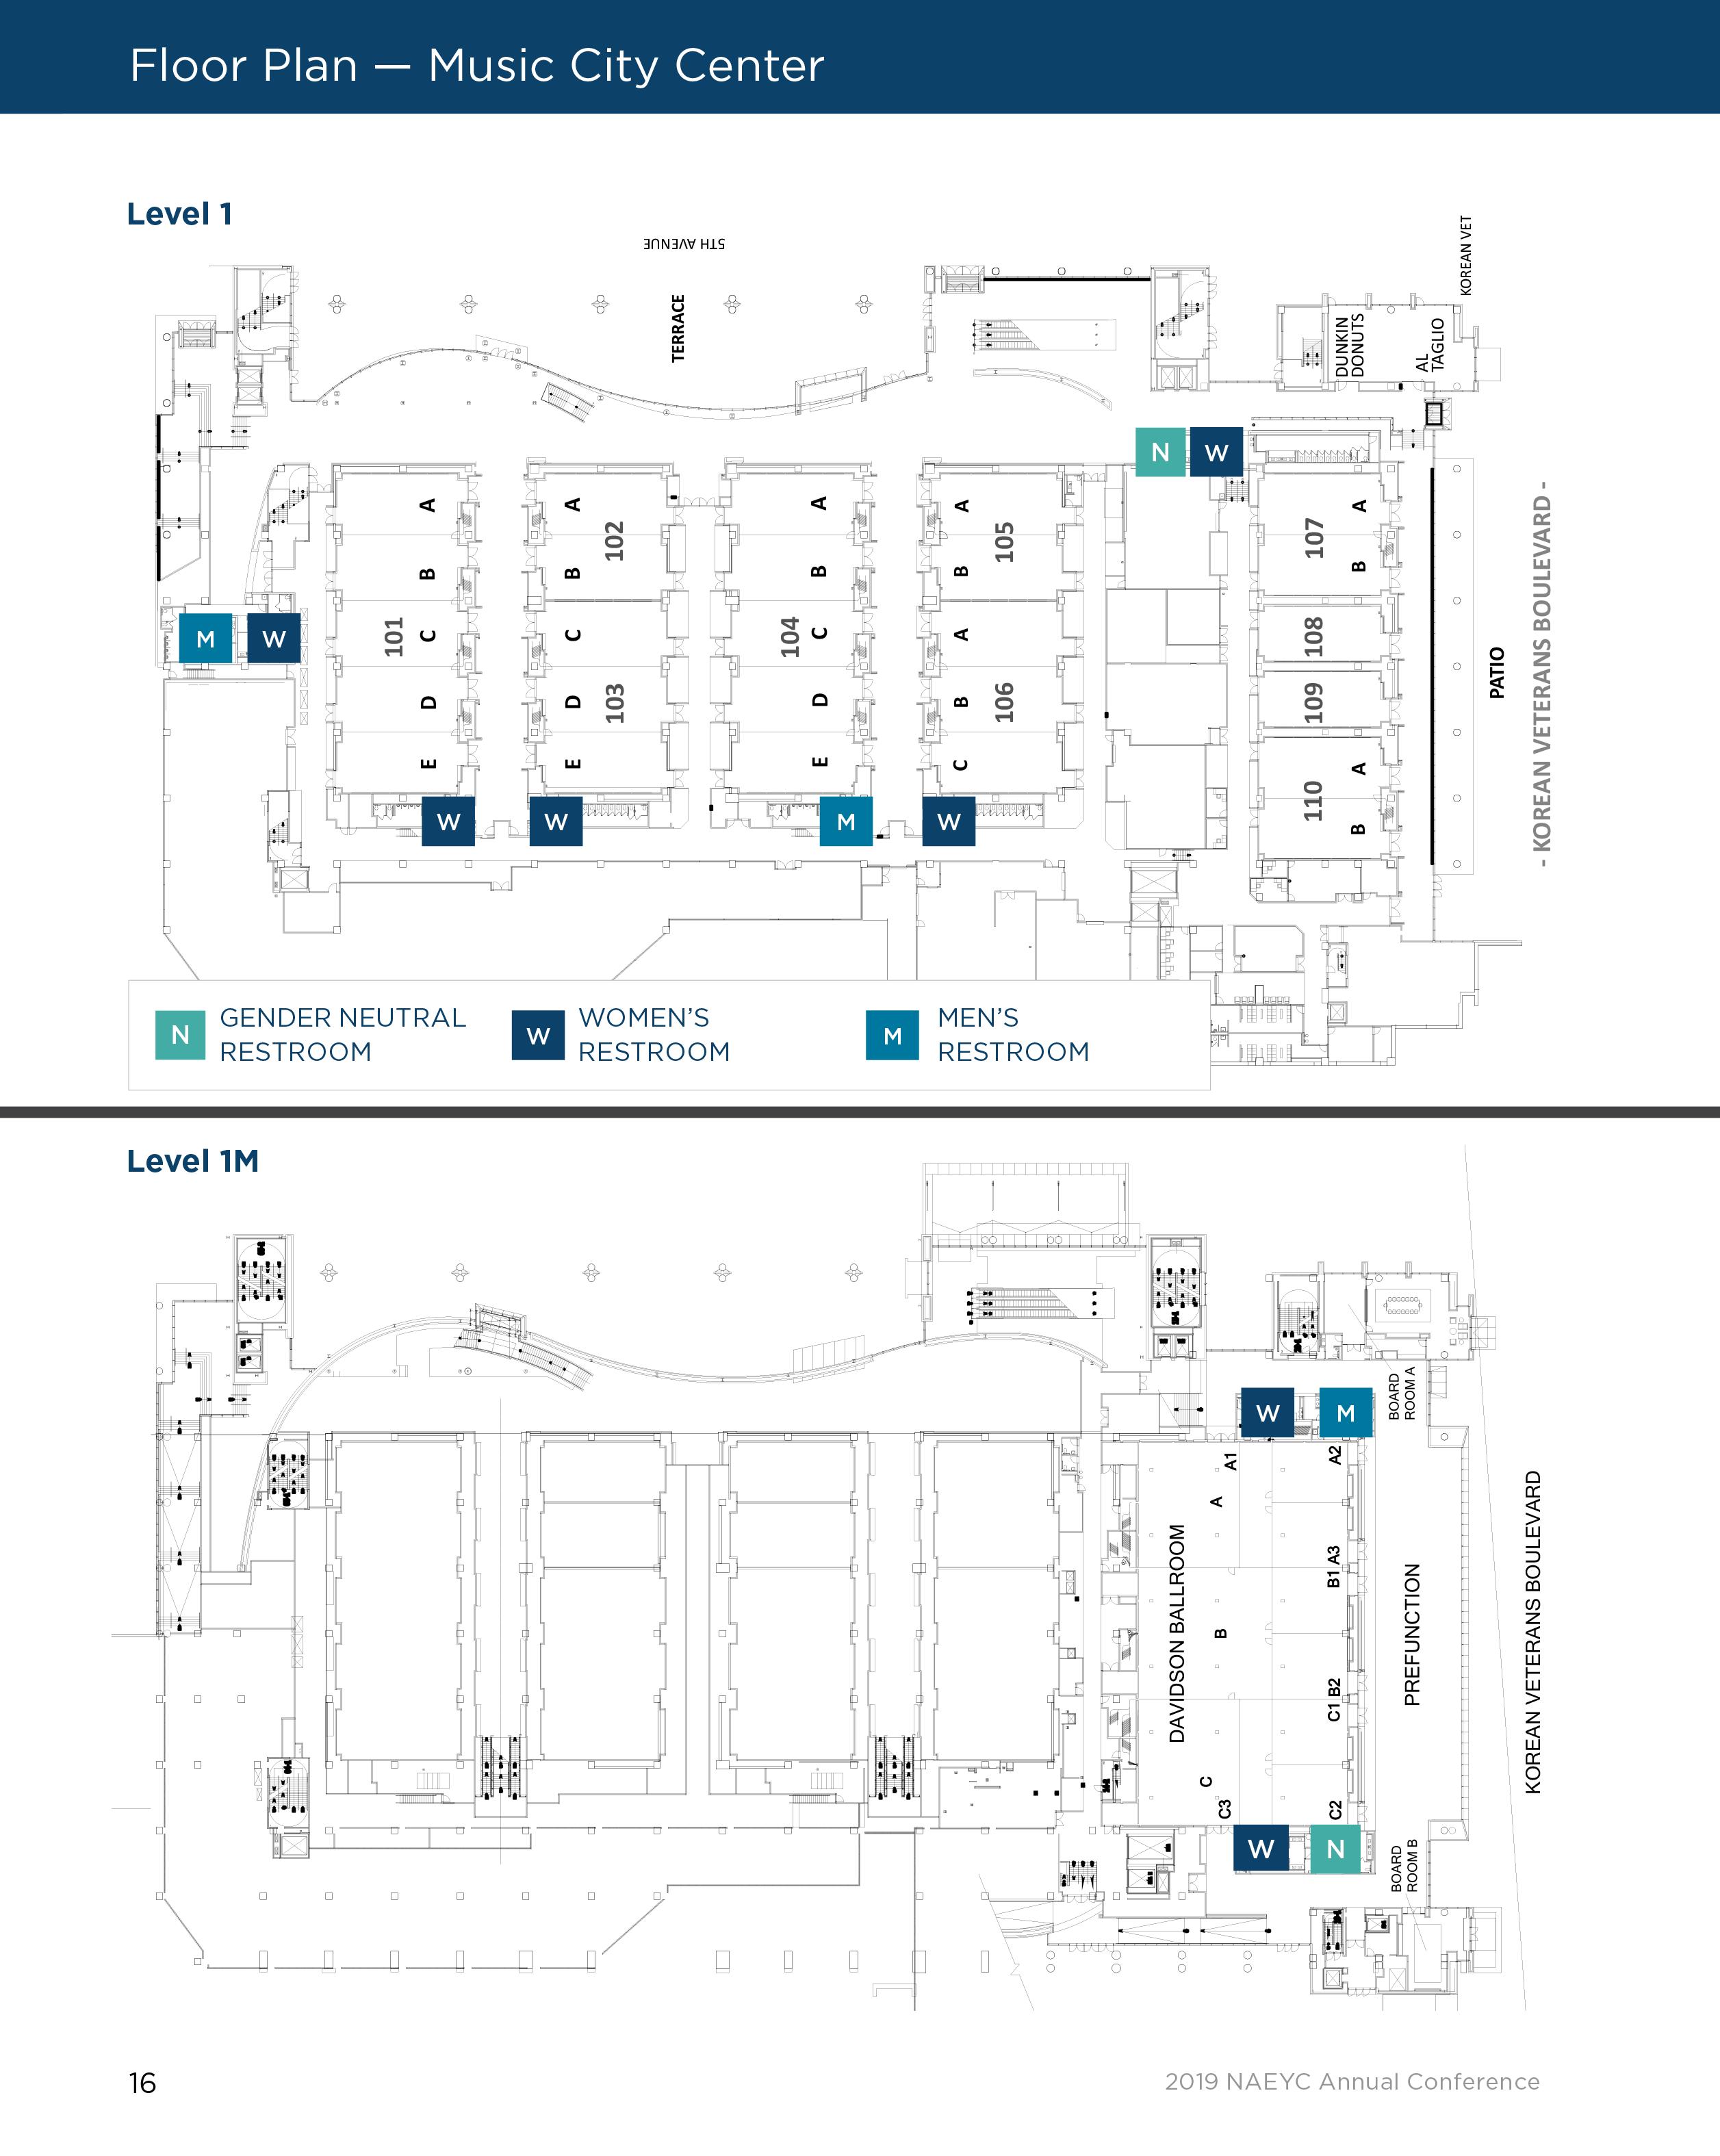 Floor Plan — Music City Center
Level 1
5TH AVENUE
KOREAN VET
TERRACE
DUNKIN
DONUTS
AL
TAGLIO
N
W
A
B
C
D
E
101
A
B
102
C
D
E
103
A
B
C
D
E
104
A
B
105
A
B
C
106
A
B
107
108
109
A
B
110
PATIO
- KOREAN VETERANS BOULEVARD -
M
W
W
W
M
W
N
GENDER NEUTRAL
RESTROOM
W
WOMEN'S
RESTROOM
M
MEN'S
RESTROOM
Level 1M
BOARD
ROOM A
W
M
A1
A2
A
A3
B1
B
B2
C1
C
C3
C2
DAVIDSON BALLROOM
PREFUNCTION
KOREAN VETERANS BOULEVARD
W
N
BOARD
ROOM B
16
2019 NAEYC Annual Conference